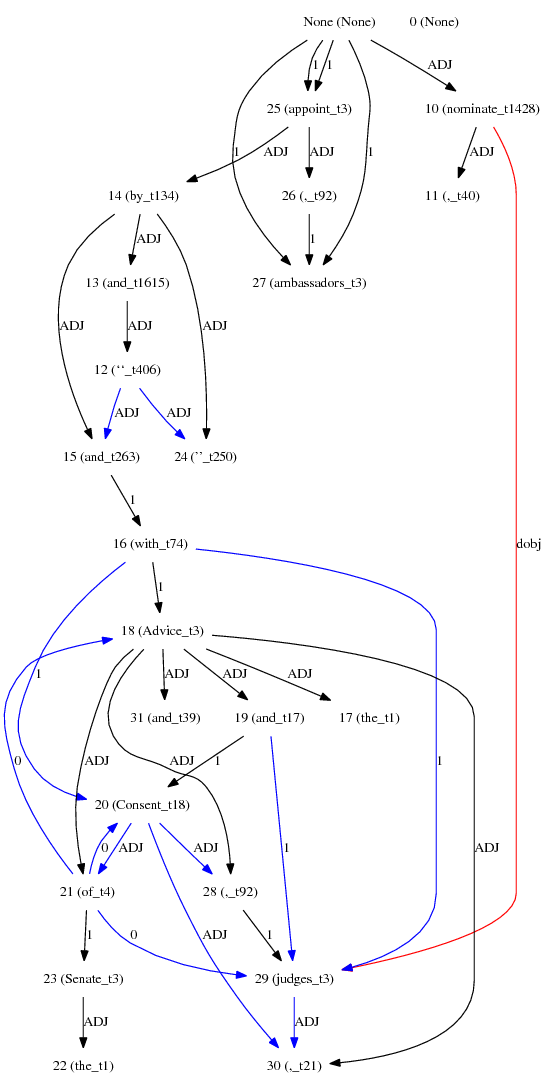 None (None) 0 (None)
1 1 ADJ
25 (appoint_t3) 10 (nominate_t1428)
1 ADJ ADJ 1 ADJ
14 (by_t134) 26 (,_t92) 11 (,_t40)
ADJ 1
13 (and_t1615) 27 (ambassadors_t3)
ADJ ADJ ADJ
12 (‘‘_t406)
ADJ ADJ
15 (and_t263) 24 (’’_t250)
1
16 (with_t74) dobj
1
18 (Advice_t3)
1 ADJ ADJ ADJ
31 (and_t39) 19 (and_t17) 17 (the_t1)
0 ADJ ADJ 1 1
20 (Consent_t18)
0 ADJ ADJ 1 ADJ
21 (of_t4) 28 (,_t92)
1 0 ADJ 1
23 (Senate_t3) 29 (judges_t3)
ADJ ADJ
22 (the_t1) 30 (,_t21)